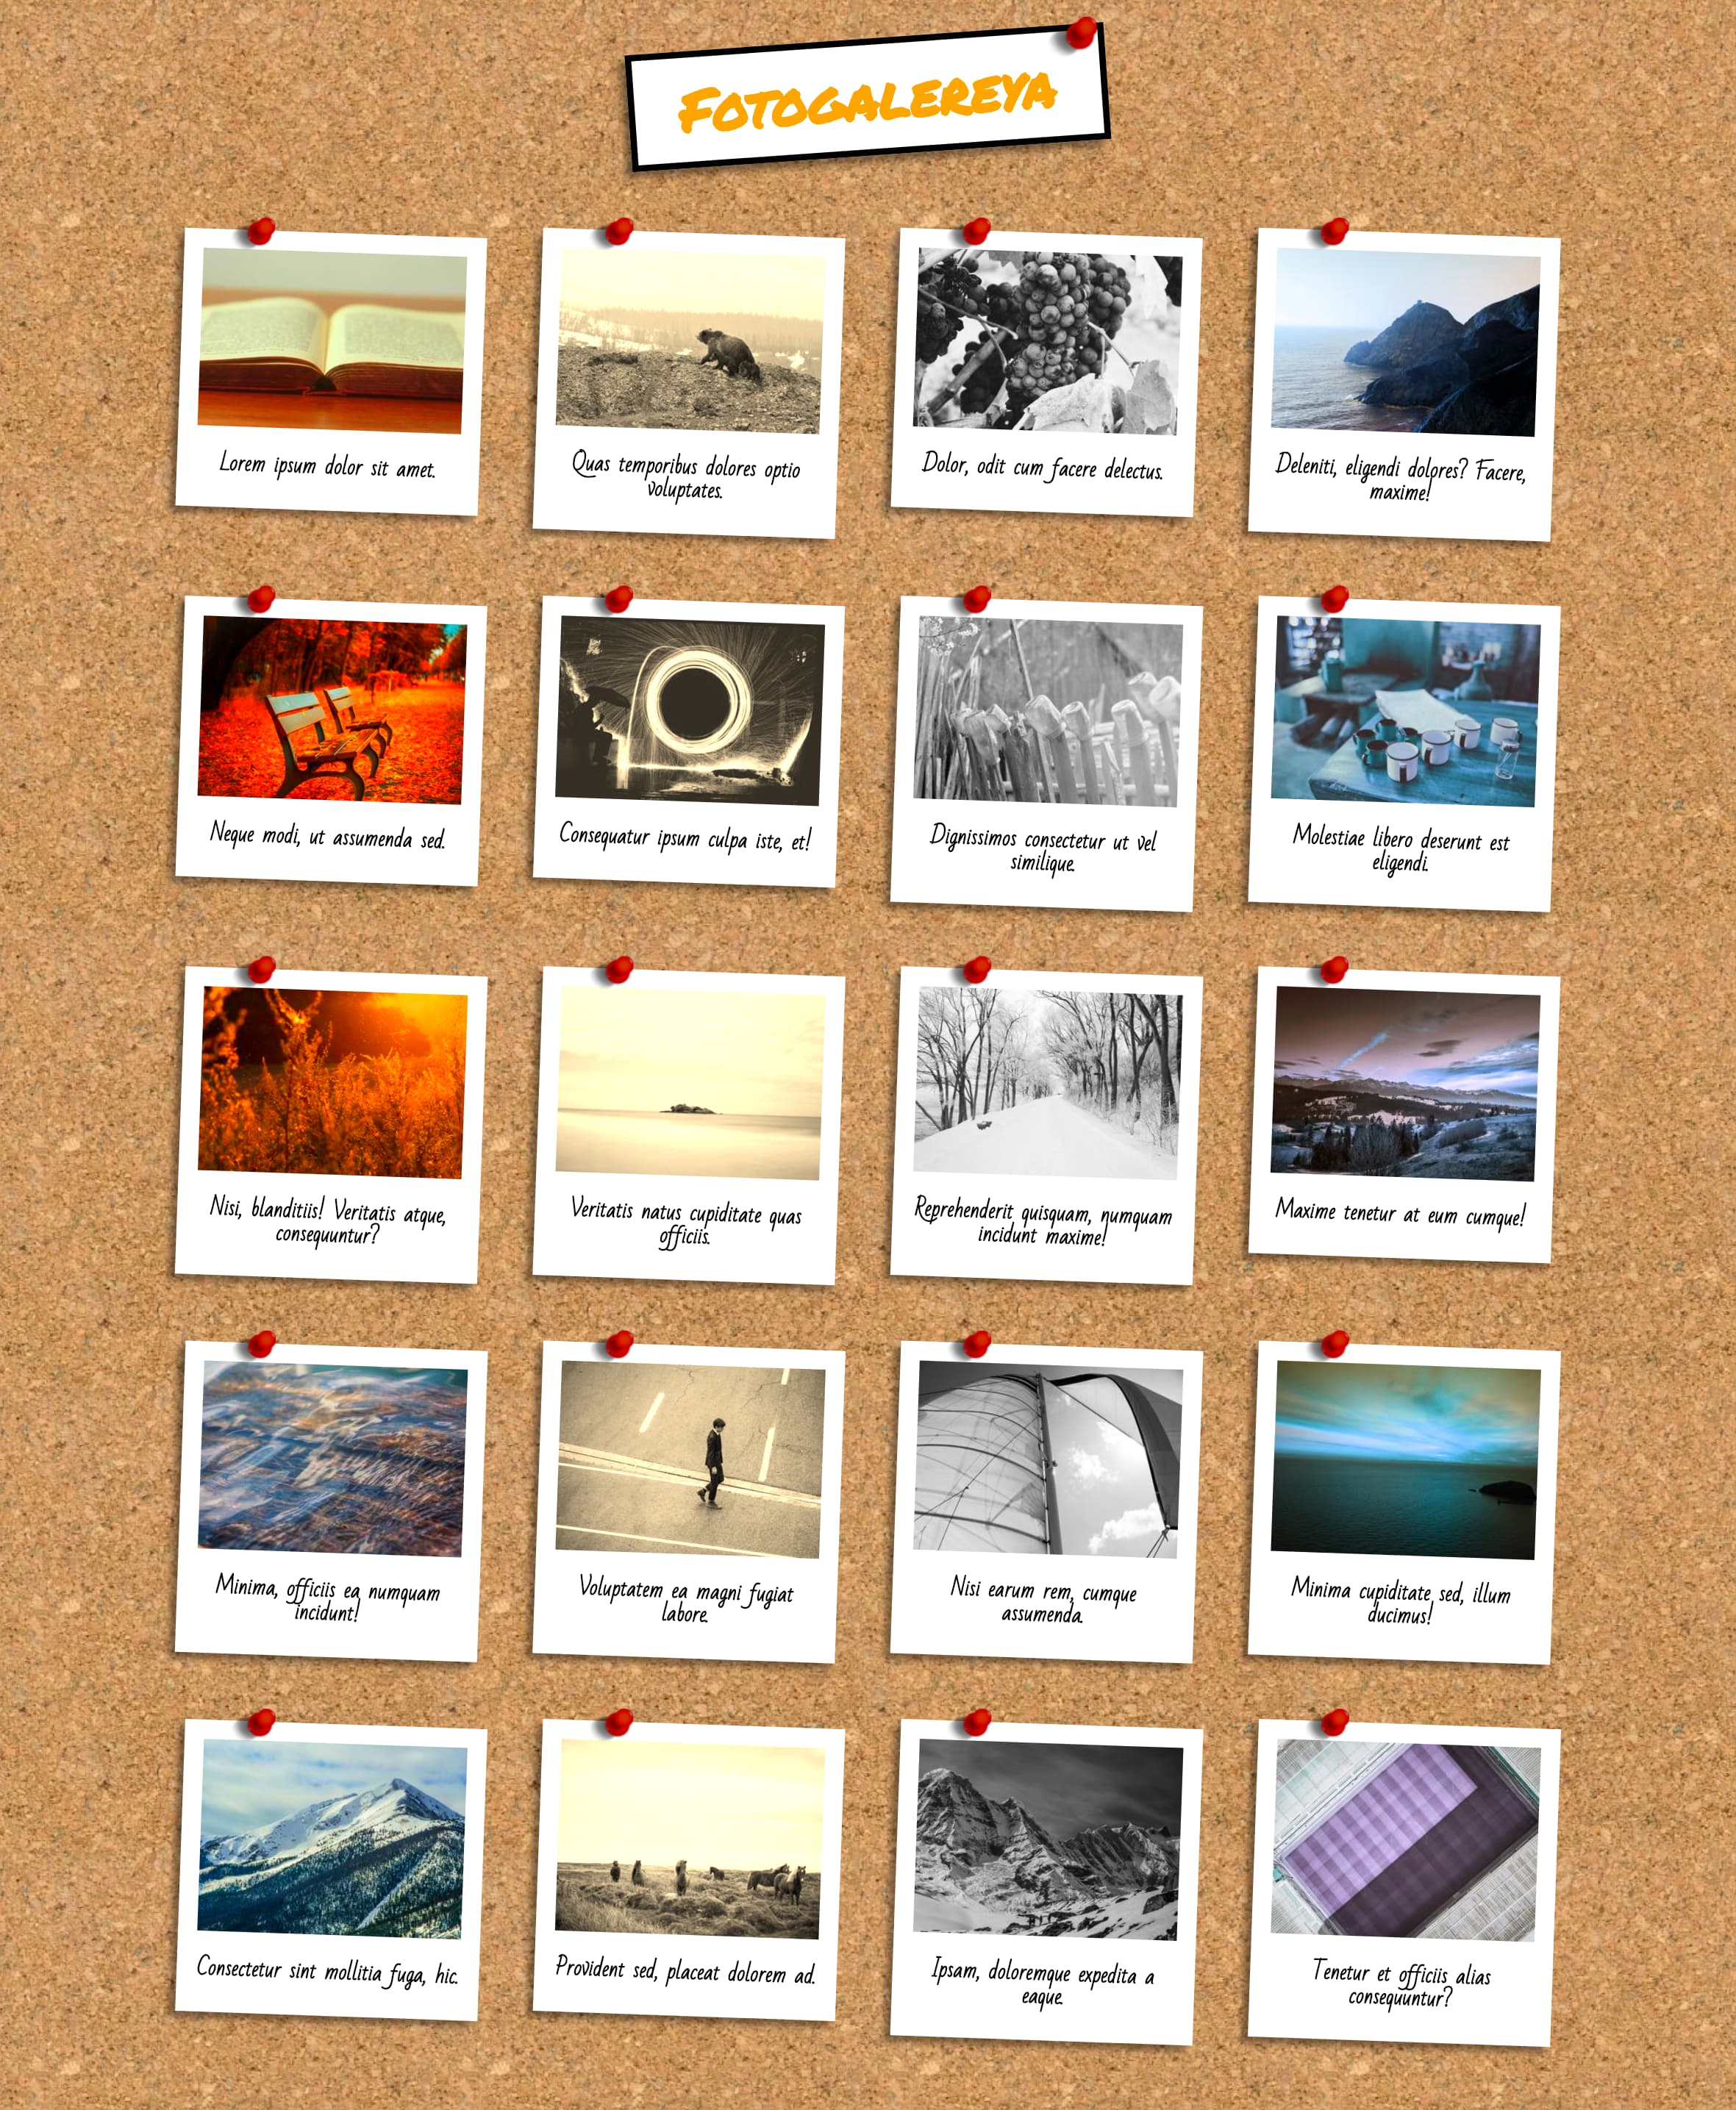 Fotogalereya
Lorem ipsum dolor sit amet.
Quas temporibus dolores optio
voluptates.
Dolor, odit cum facere delectus.
Deleniti, eligendi dolores? Facere,
maxime!
Neque modi, ut assumenda sed.
Consequatur ipsum culpa iste, et!
Dignissimos consectetur ut vel
similique.
Molestiae libero deserunt est
eligendi.
Nisi, blanditiis! Veritatis atque,
consequuntur?
Veritatis natus cupiditate quas
officiis.
Reprehenderit quisquam, numquam
incidunt maxime!
Maxime tenetur at eum cumque!
Minima, officiis ea numquam
incidunt!
Voluptatem ea magni fugiat
labore.
Nisi earum rem, cumque
assumenda.
Minima cupiditate sed, illum
ducimus!
Consectetur sint mollitia fuga, hic.
Provident sed, placeat dolorem ad.
Ipsam, doloremque expedita a
eaque.
Tenetur et officiis alias
consequuntur?